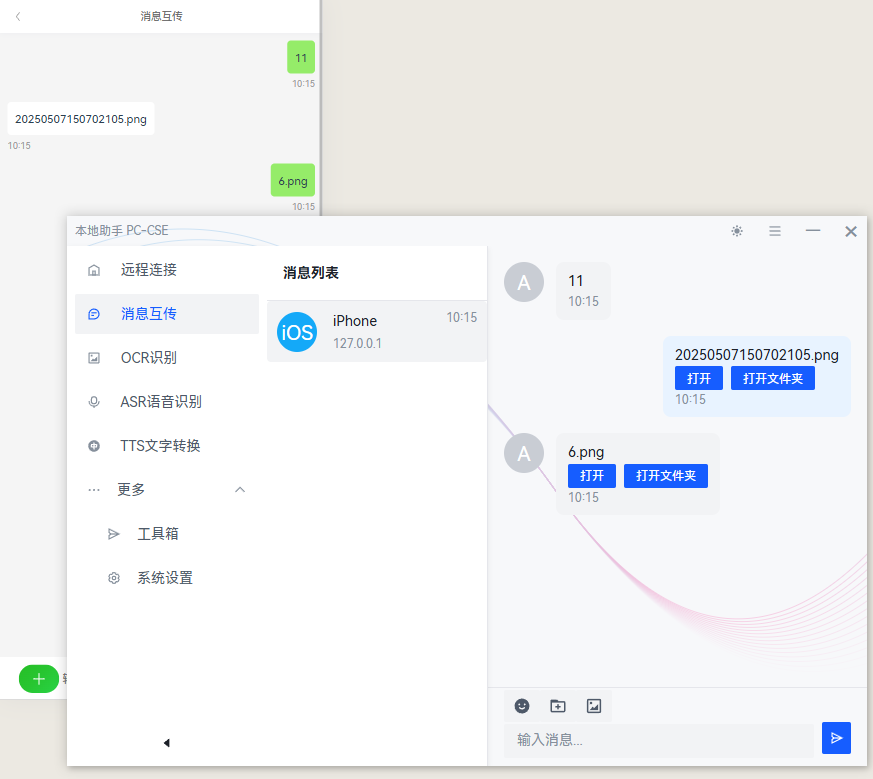 消息互传
11
10:15
20250507150702105.png
10:15
6.png
10:15
本地助手 PC-CSE
远程连接
消息互传
OCR识别
ASR语音识别
TTS文字转换
更多
工具箱
系统设置
消息列表
iOS
iPhone
10:15
127.0.0.1
A
11
10:15
20250507150702105.png
打开 打开文件夹
10:15
A
6.png
打开 打开文件夹
10:15
输入消息...